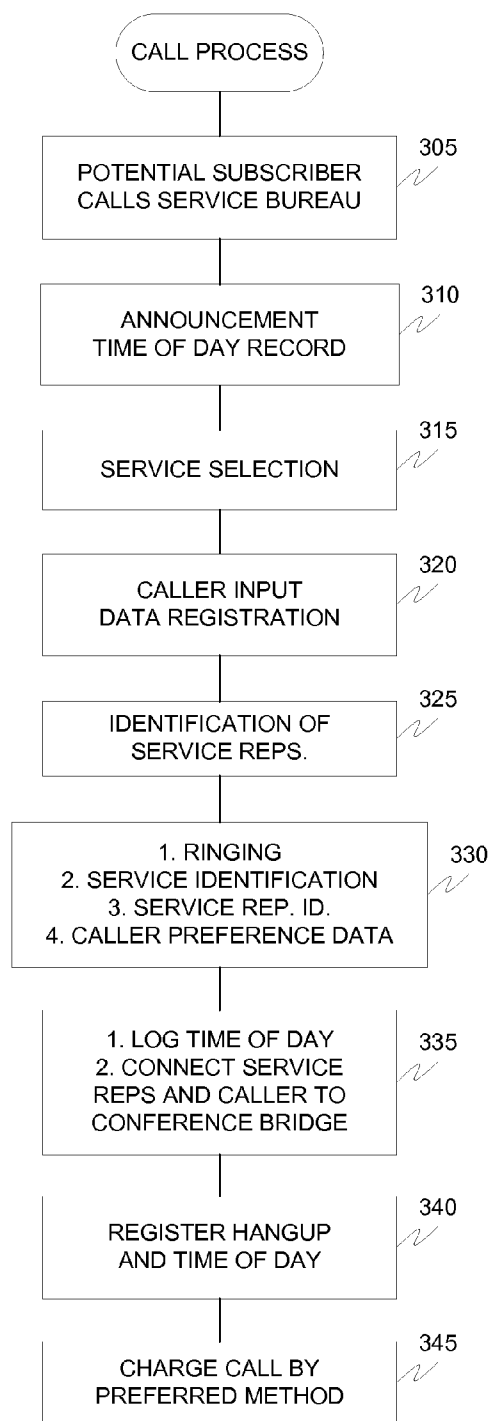 CALL PROCESS
305
POTENTIAL SUBSCRIBER
CALLS SERVICE BUREAU
310
ANNOUNCEMENT
TIME OF DAY RECORD
315
SERVICE SELECTION
320
CALLER INPUT
DATA REGISTRATION
325
IDENTIFICATION OF
SERVICE REPS.
330
1. RINGING
2. SERVICE IDENTIFICATION
3. SERVICE REP. ID.
4. CALLER PREFERENCE DATA
335
1. LOG TIME OF DAY
2. CONNECT SERVICE
REPS AND CALLER TO
CONFERENCE BRIDGE
340
REGISTER HANGUP
AND TIME OF DAY
345
CHARGE CALL BY
PREFERRED METHOD